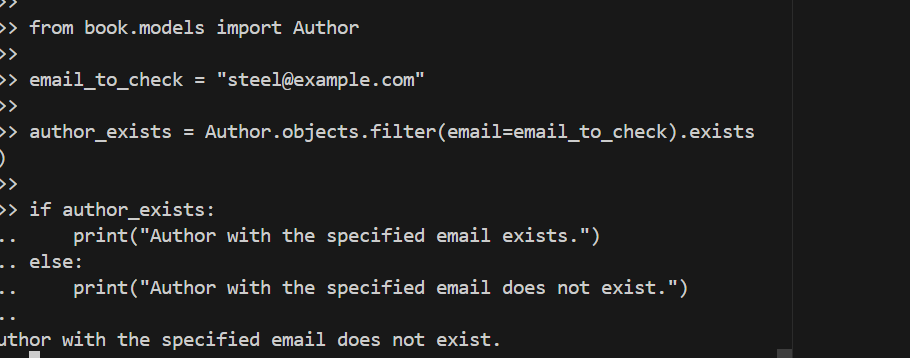 >>
>> from book.models import Author
>>
>> email_to_check = "steel@example.com"
>>
>> author_exists = Author.objects.filter(email=email_to_check).exists
)
>>
>> if author_exists:
..     print("Author with the specified email exists.")
.. else:
..     print("Author with the specified email does not exist.")
..
uthor with the specified email does not exist.